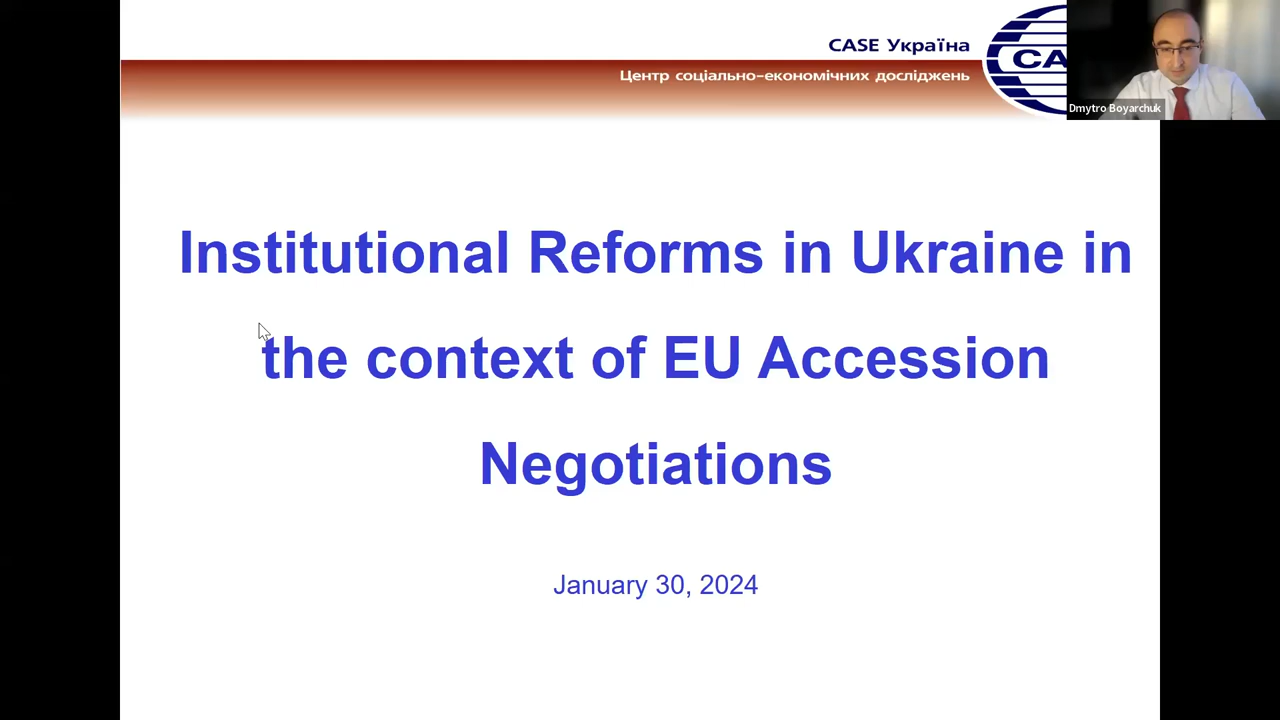 CASE Україна
Центр соціально-економічних досліджень
CA
Dmytro Boyarchuk
Institutional Reforms in Ukraine in
the context of EU Accession
Negotiations
January 30, 2024